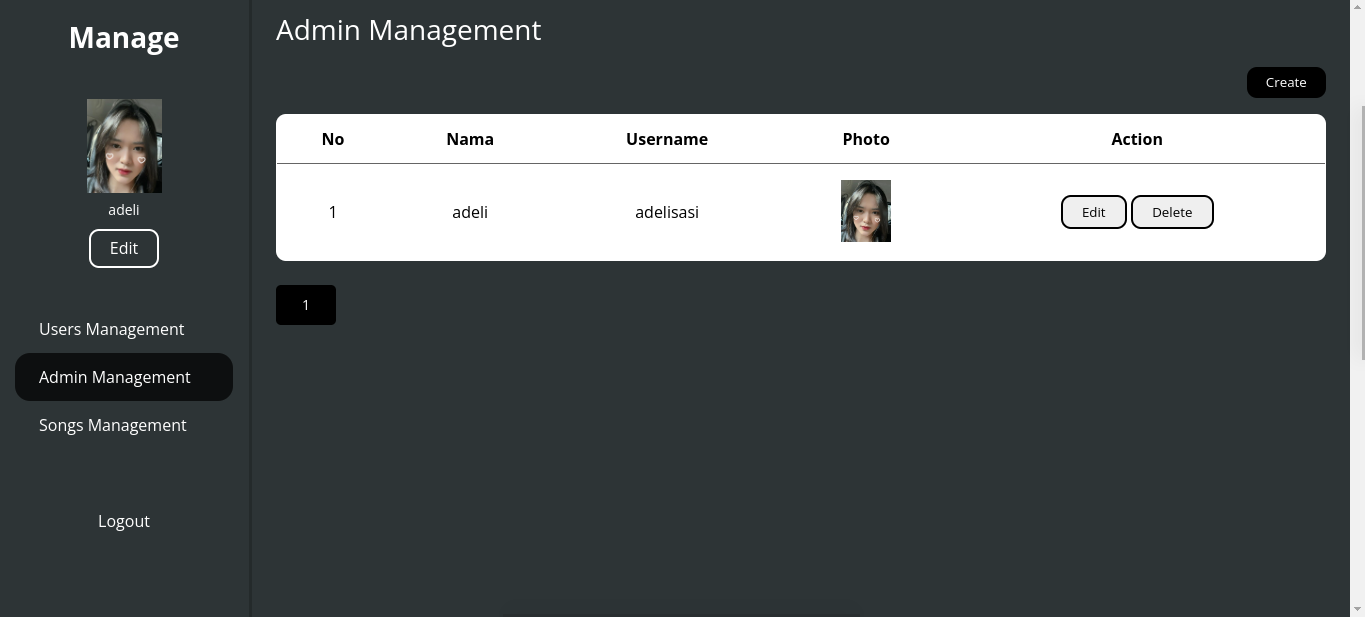 Manage
adeli
Edit
Users Management
Admin Management
Songs Management
Logout
Admin Management
Create
No Nama Username Photo Action
1 adeli adelisasi Edit Delete
1